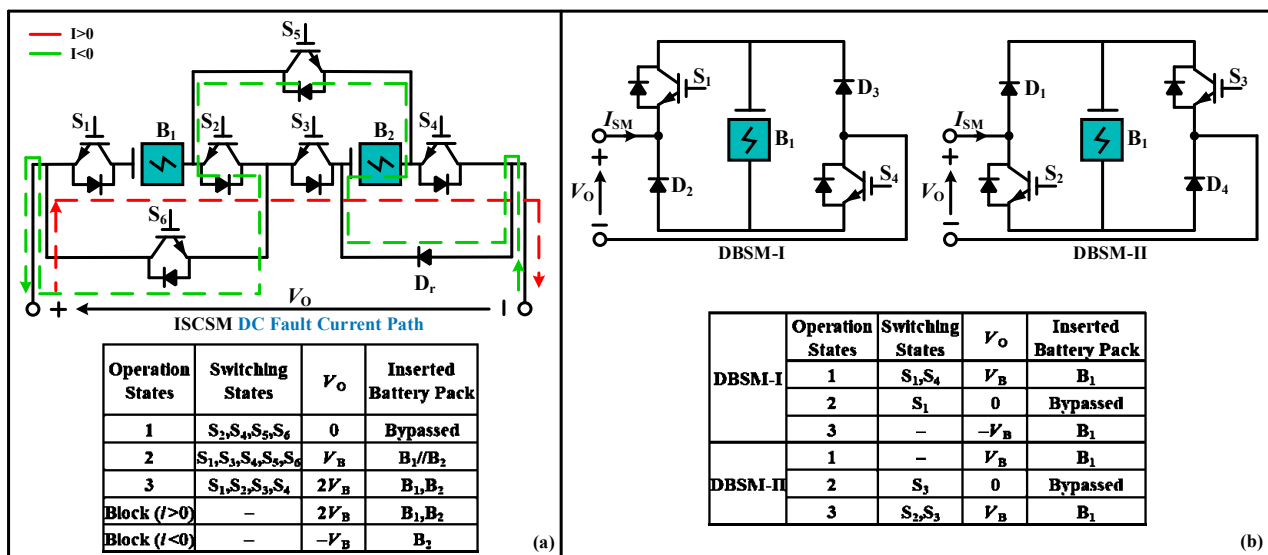 I>0
I<0
S5
S1 B1 S2 S3 B2 S4
S6
Dr
+ VO −
ISCSM DC Fault Current Path
Operation States | Switching States | VO | Inserted Battery Pack
1 | S2,S4,S5,S6 | 0 | Bypassed
2 | S1,S3,S4,S5,S6 | VB | B1//B2
3 | S1,S2,S3,S4 | 2VB | B1,B2
Block (i>0) | – | 2VB | B1,B2
Block (i<0) | – | –VB | B2
(a)
S1 D3
ISM
B1
+
VO
−
D2 S4
DBSM-I
D1 S3
ISM
B1
+
VO
−
S2 D4
DBSM-II
Operation States | Switching States | VO | Inserted Battery Pack
DBSM-I
1 | S1,S4 | VB | B1
2 | S1 | 0 | Bypassed
3 | – | –VB | B1
DBSM-II
1 | – | VB | B1
2 | S3 | 0 | Bypassed
3 | S2,S3 | VB | B1
(b)